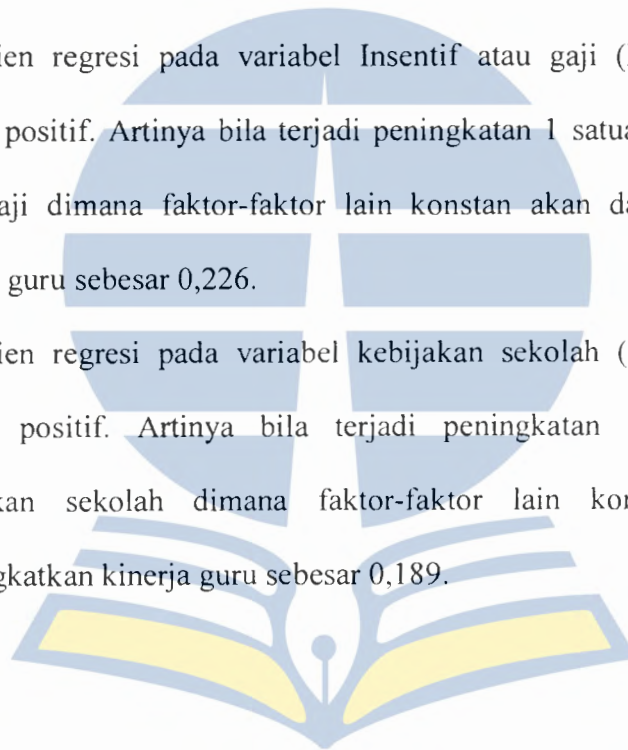 ien regresi pada variabel Insentif atau gaji (
positif. Artinya bila terjadi peningkatan 1 satua
aji dimana faktor-faktor lain konstan akan da
guru sebesar 0,226.
ien regresi pada variabel kebijakan sekolah (
positif. Artinya bila terjadi peningkatan
kan sekolah dimana faktor-faktor lain kon
gkatkan kinerja guru sebesar 0,189.